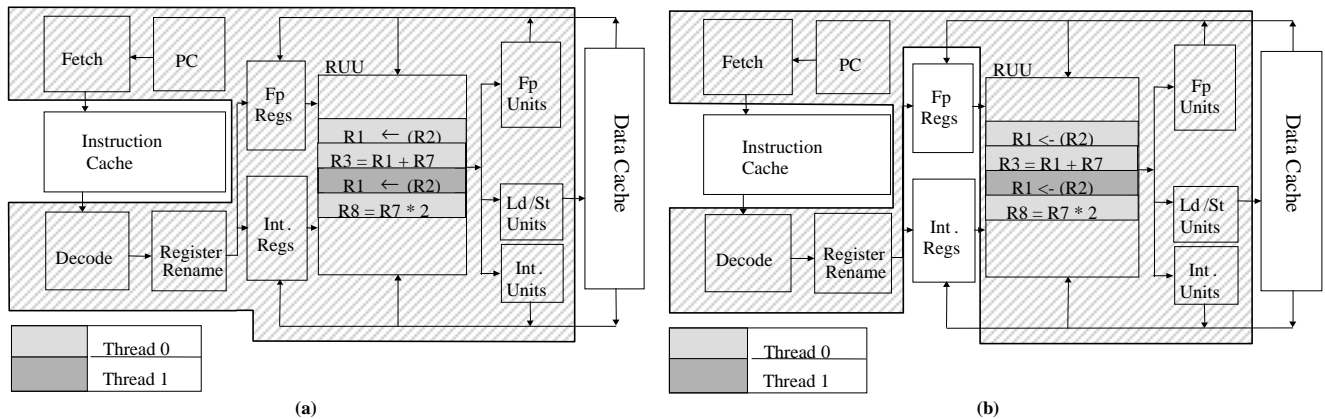 Fetch
PC
Instruction
Cache
Decode
Register
Rename
Fp
Regs
Int .
Regs
RUU
R1 ← (R2)
R3 = R1 + R7
R1 ← (R2)
R8 = R7 * 2
Fp
Units
Ld /St
Units
Int .
Units
Data Cache
Thread 0
Thread 1
(a)
Fetch
PC
Instruction
Cache
Decode
Register
Rename
Fp
Regs
Int .
Regs
RUU
R1 <- (R2)
R3 = R1 + R7
R1 <- (R2)
R8 = R7 * 2
Fp
Units
Ld /St
Units
Int .
Units
Data Cache
Thread 0
Thread 1
(b)